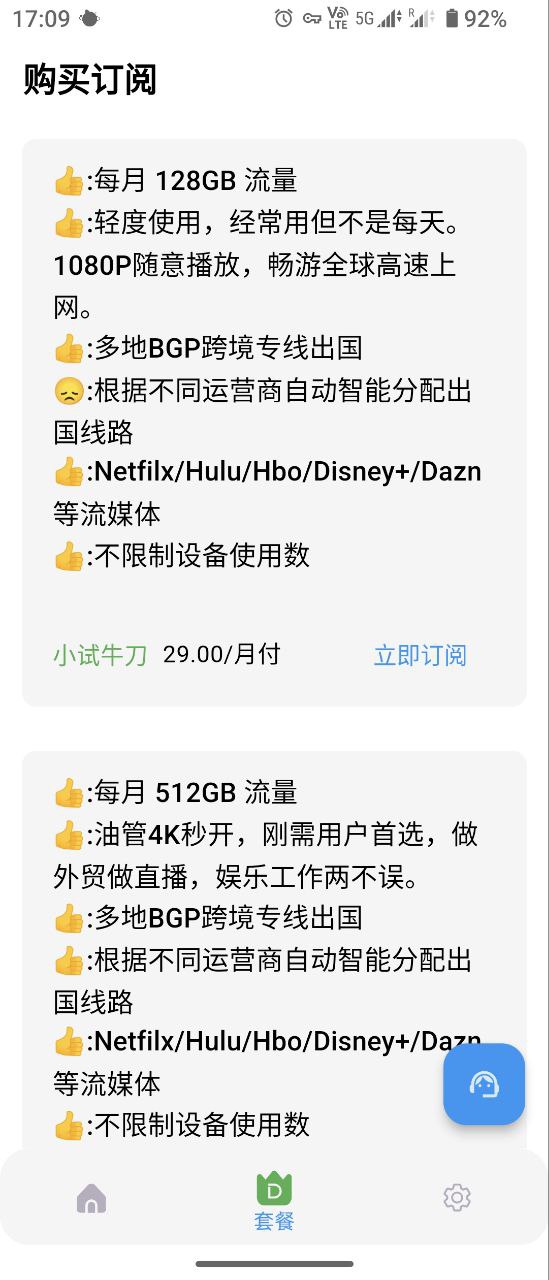 17:09
Vo LTE 5G R 92%
购买订阅
👍:每月 128GB 流量
👍:轻度使用，经常用但不是每天。
1080P随意播放，畅游全球高速上
网。
👍:多地BGP跨境专线出国
😞:根据不同运营商自动智能分配出
国线路
👍:Netfilx/Hulu/Hbo/Disney+/Dazn
等流媒体
👍:不限制设备使用数
小试牛刀 29.00/月付 立即订阅
👍:每月 512GB 流量
👍:油管4K秒开，刚需用户首选，做
外贸做直播，娱乐工作两不误。
👍:多地BGP跨境专线出国
👍:根据不同运营商自动智能分配出
国线路
👍:Netfilx/Hulu/Hbo/Disney+/Dazn
等流媒体
👍:不限制设备使用数
D
套餐